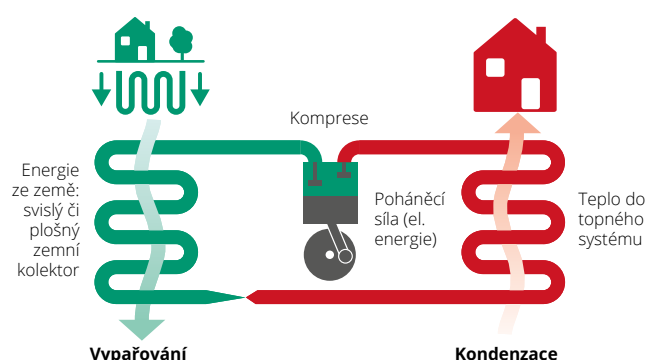 Komprese
Energie
ze země:
svislý či
plošný
zemní
kolektor
Poháněcí
síla (el.
energie)
Teplo do
topného
systému
Vypařování
Kondenzace